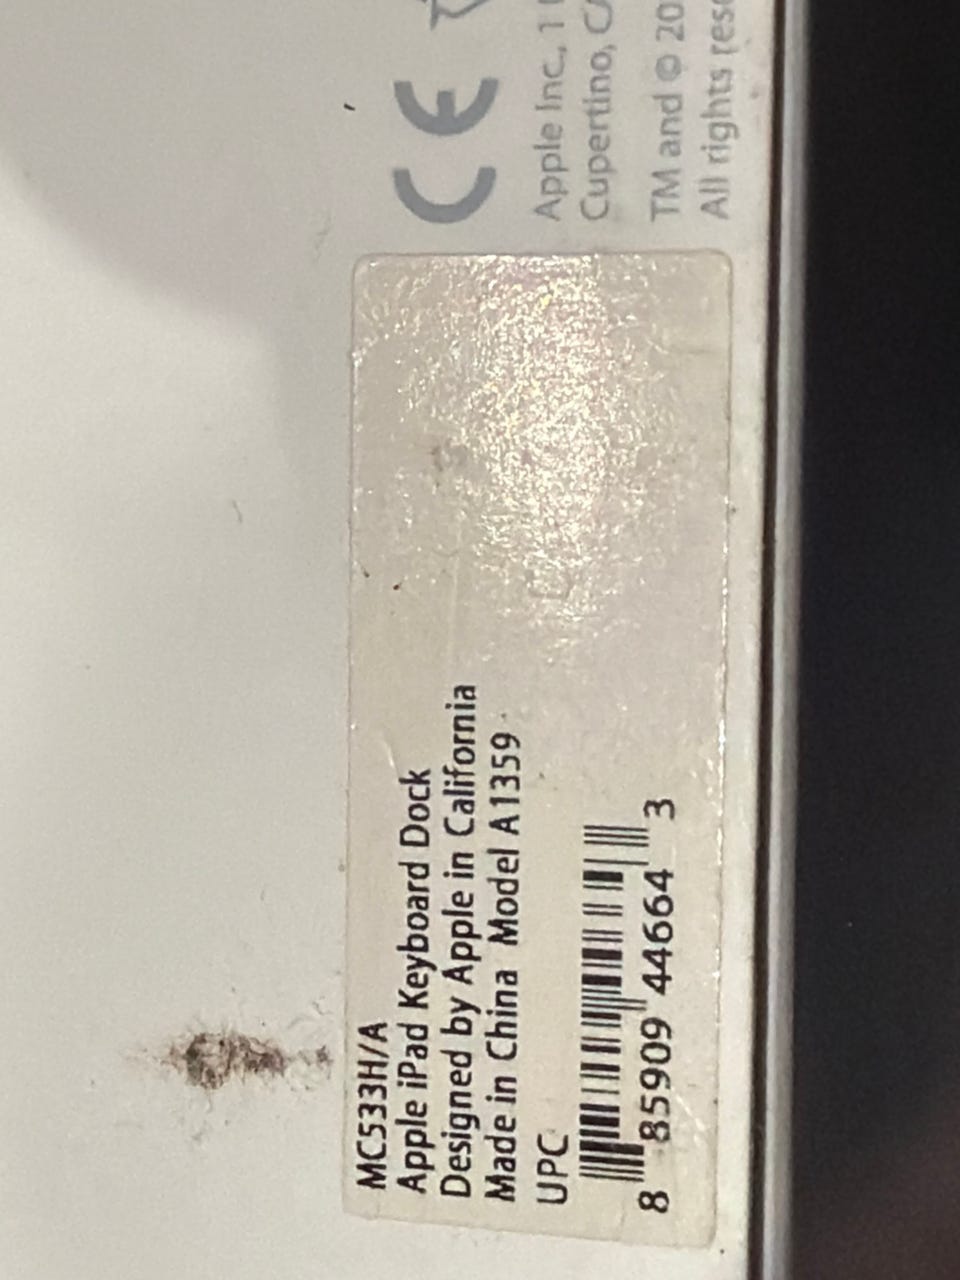 MC533H/A
Apple iPad Keyboard Dock
Designed by Apple in California
Made in China Model A1359
UPC
8 85909 44664 3
CE
Apple Inc., 1
Cupertino,
TM and ©
All rights